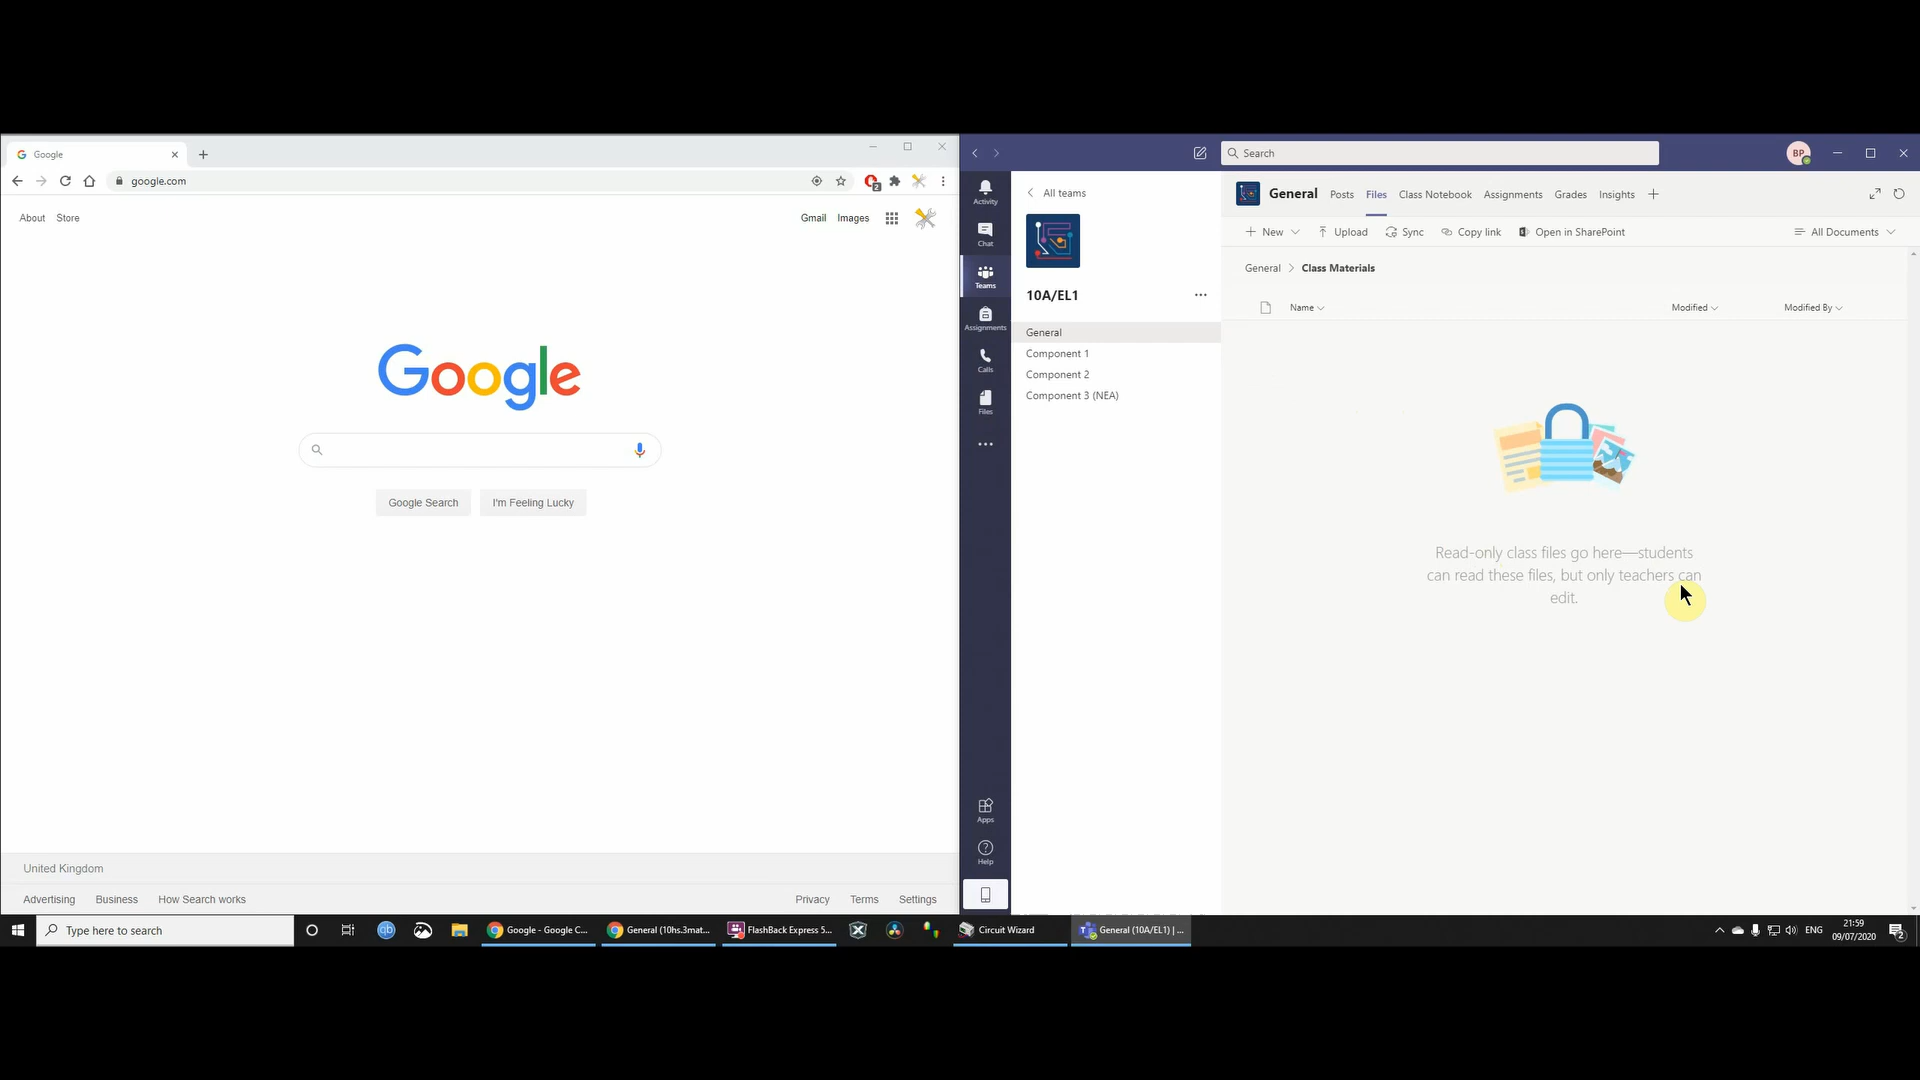 Google
google.com
2
About
Store
Gmail
Images
Google
Google Search
I'm Feeling Lucky
United Kingdom
Advertising
Business
How Search works
Privacy
Terms
Settings
Search
BP
Activity
Chat
Teams
Assignments
Calls
Files
Apps
Help
All teams
10A/EL1
General
Component 1
Component 2
Component 3 (NEA)
General
Posts
Files
Class Notebook
Assignments
Grades
Insights
New
Upload
Sync
Copy link
Open in SharePoint
All Documents
General > Class Materials
Name
Modified
Modified By
Read-only class files go here—students
can read these files, but only teachers can
edit.
Type here to search
qb
Google - Google C...
General (10hs.3mat...
FlashBack Express 5...
Circuit Wizard
General (10A/EL1) | ...
ENG
21:59
09/07/2020
2